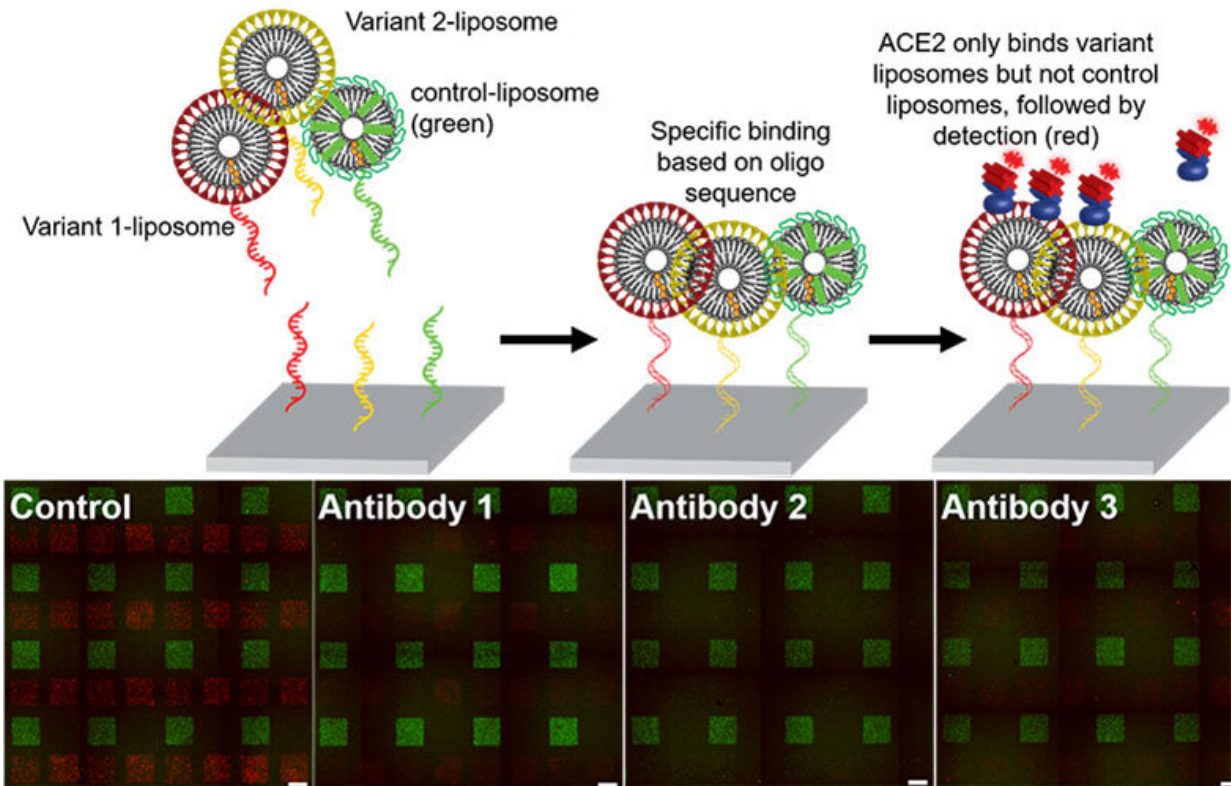 Variant 2-liposome
control-liposome
(green)
Variant 1-liposome
Specific binding
based on oligo
sequence
ACE2 only binds variant
liposomes but not control
liposomes, followed by
detection (red)
Control
Antibody 1
Antibody 2
Antibody 3